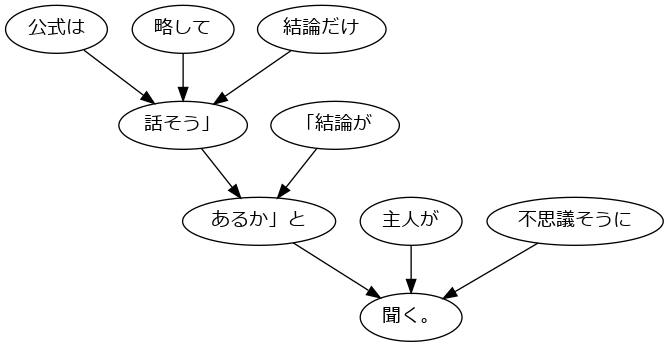 公式は
略して
結論だけ
話そう」
「結論が
あるか」と
主人が
不思議そうに
聞く。